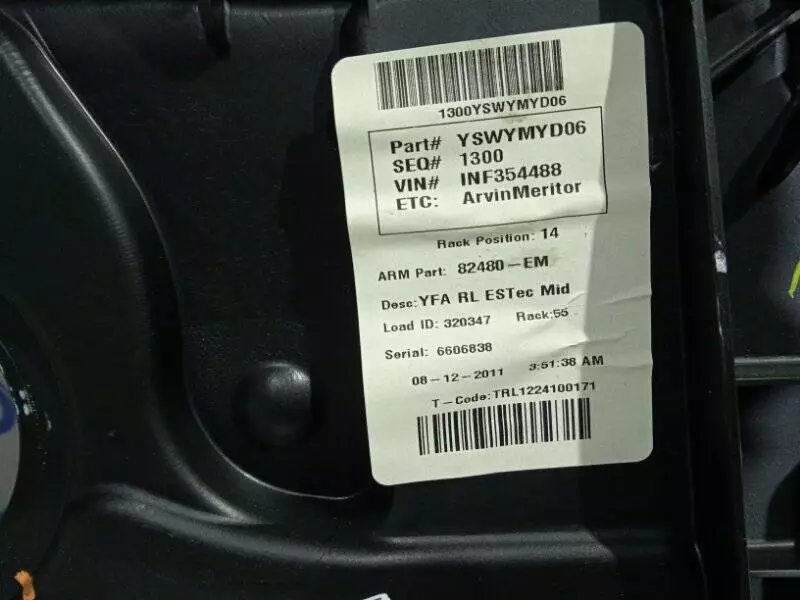 1300YSWYMYD06
Part# YSWYMYD06
SEQ# 1300
VIN# INF354488
ETC: ArvinMeritor
Rack Position: 14
ARM Part: 82480-EM
Desc: YFA RL ESTec Mid
Load ID: 320347 Rack:55
Serial: 6606838
08-12-2011 3:51:38 AM
T-Code:TRL1224100171